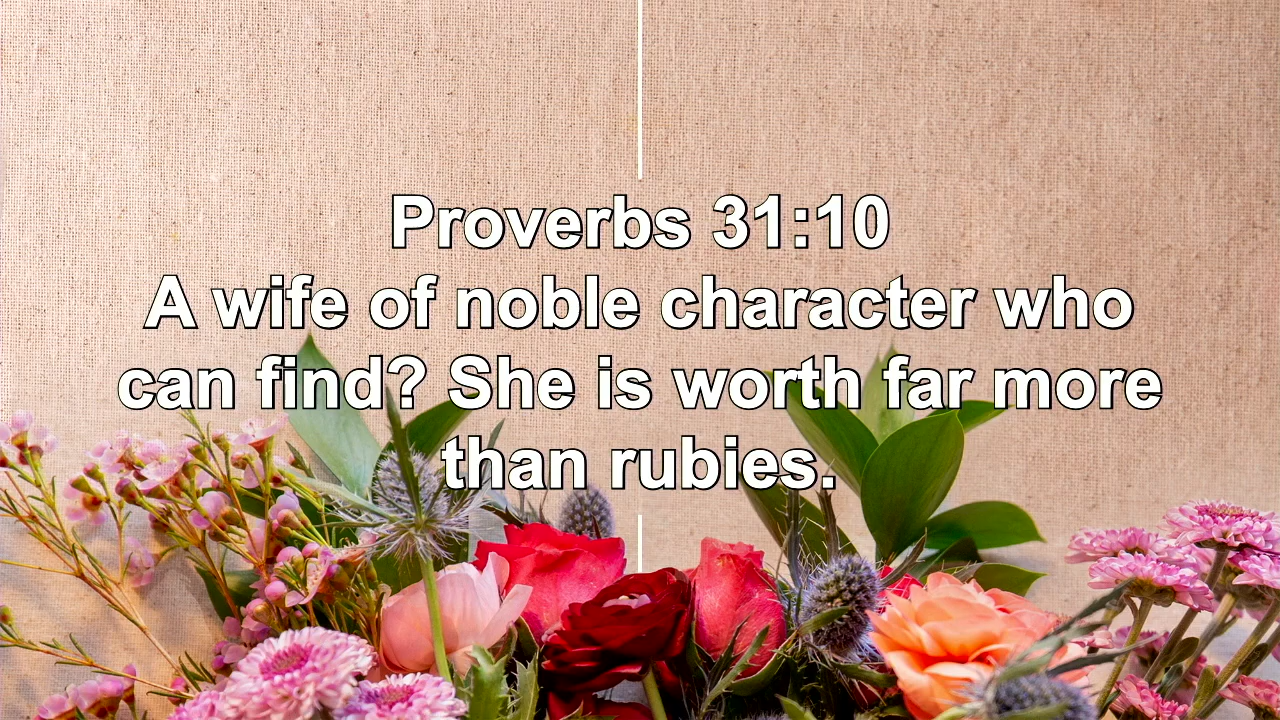 Proverbs 31:10
A wife of noble character who
can find? She is worth far more
than rubies.